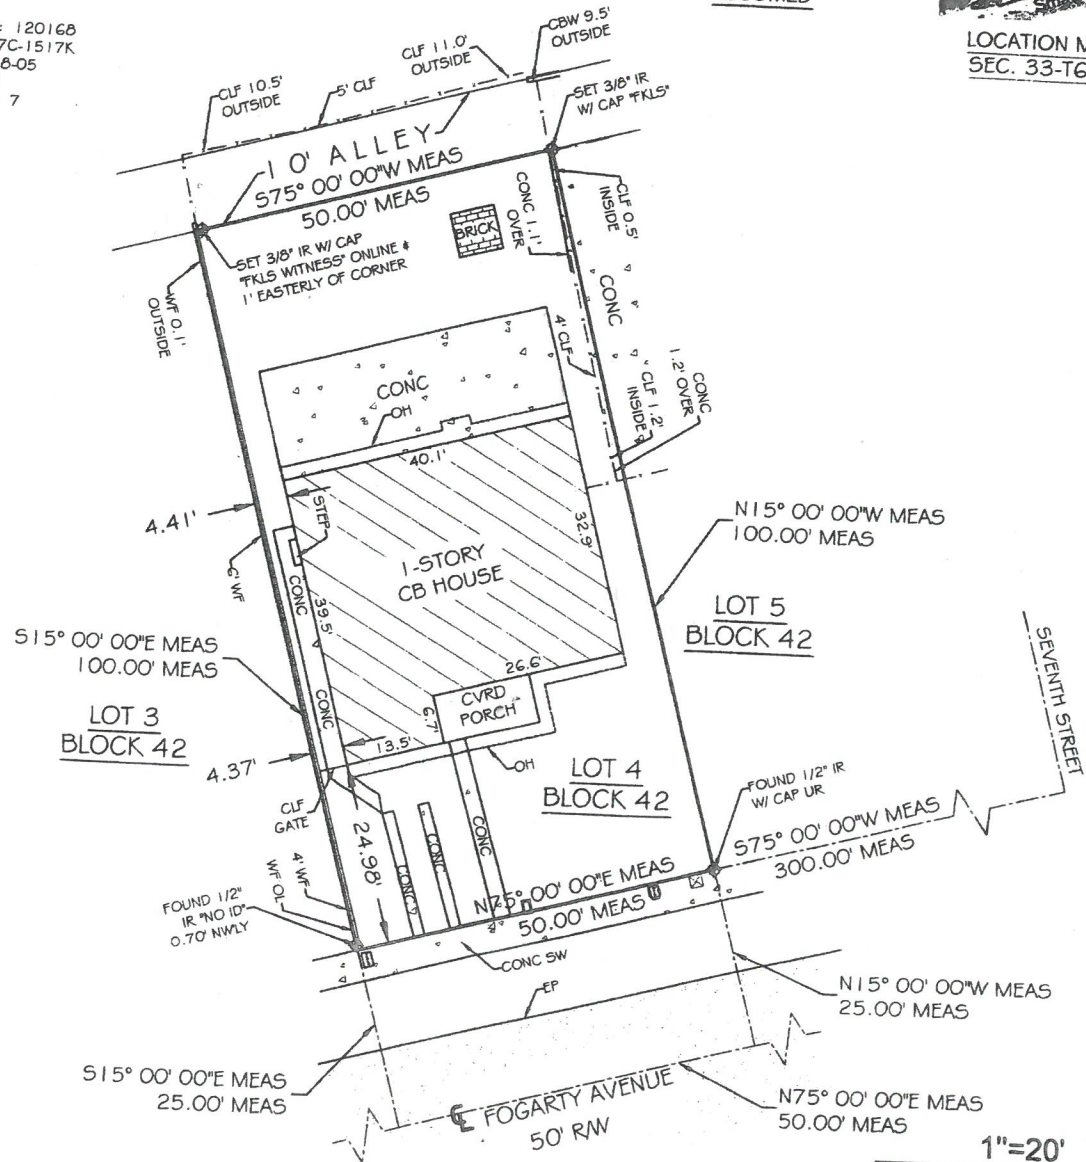 : 120168
7C-1517K
8-05
7
LOCATION M
SEC. 33-T6
CLF 10.5'
OUTSIDE
5' CLF
CLF 11.0'
OUTSIDE
CBW 9.5'
OUTSIDE
SET 3/8" IR
W/ CAP "FKLS"
10' ALLEY
S75° 00' 00"W MEAS
50.00' MEAS
SET 3/8" IR W/ CAP
"FKLS WITNESS" ONLINE &
1' EASTERLY OF CORNER
BRICK
CONC 1.1'
OVER
CLF 0.5'
INSIDE
WF 0.1'
OUTSIDE
CONC
4' CLF
CLF 1.2'
INSIDE
CONC
1.2' OVER
CONC
OH
40.1'
STEP
4.41'
6' WF
CONC
39.5'
1-STORY
CB HOUSE
32.9'
N15° 00' 00"W MEAS
100.00' MEAS
LOT 5
BLOCK 42
SEVENTH STREET
S15° 00' 00"E MEAS
100.00' MEAS
LOT 3
BLOCK 42
CONC
26.6'
CVRD
PORCH
6.7'
13.5'
4.37'
OH
LOT 4
BLOCK 42
CLF
GATE
24.98'
CONC
CONC
CONC
FOUND 1/2" IR
W/ CAP UR
S75° 00' 00"W MEAS
300.00' MEAS
4' WF
WF OL
FOUND 1/2"
IR "NO ID"
0.70' NWLY
N75° 00' 00"E MEAS
50.00' MEAS
CONC SW
EP
N15° 00' 00"W MEAS
25.00' MEAS
S15° 00' 00"E MEAS
25.00' MEAS
FOGARTY AVENUE
50' R/W
N75° 00' 00"E MEAS
50.00' MEAS
1"=20'